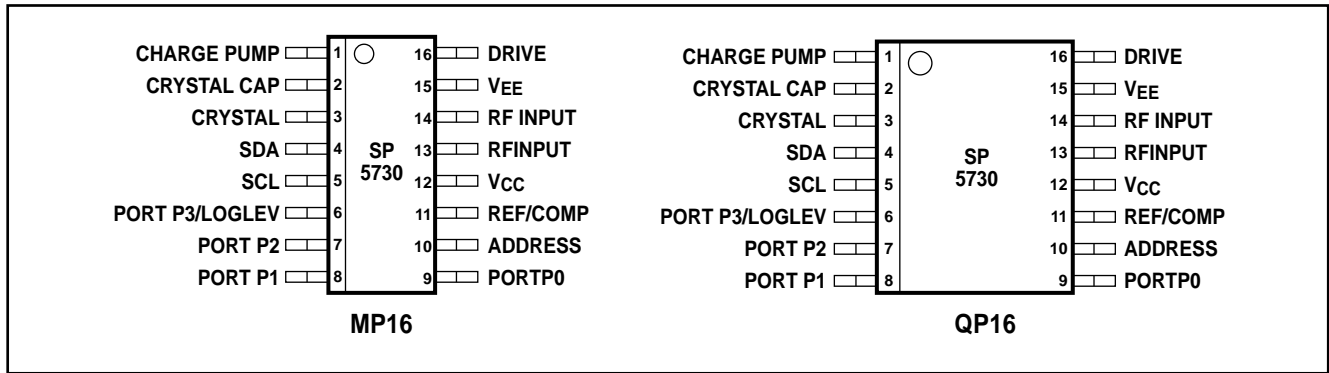 CHARGE PUMP 1 16 DRIVE
CRYSTAL CAP 2 15 VEE
CRYSTAL 3 14 RF INPUT
SDA 4 SP 13 RFINPUT
SCL 5 5730 12 VCC
PORT P3/LOGLEV 6 11 REF/COMP
PORT P2 7 10 ADDRESS
PORT P1 8 9 PORTP0
MP16
CHARGE PUMP 1 16 DRIVE
CRYSTAL CAP 2 15 VEE
CRYSTAL 3 14 RF INPUT
SDA 4 SP 13 RFINPUT
SCL 5 5730 12 VCC
PORT P3/LOGLEV 6 11 REF/COMP
PORT P2 7 10 ADDRESS
PORT P1 8 9 PORTP0
QP16